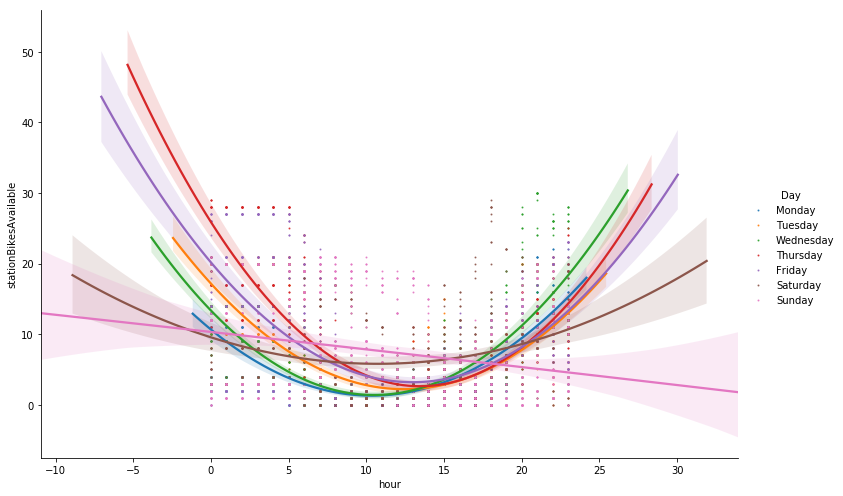 50
40
30
20
10
0
stationBikesAvailable
−10 −5 0 5 10 15 20 25 30
hour
Day
Monday
Tuesday
Wednesday
Thursday
Friday
Saturday
Sunday